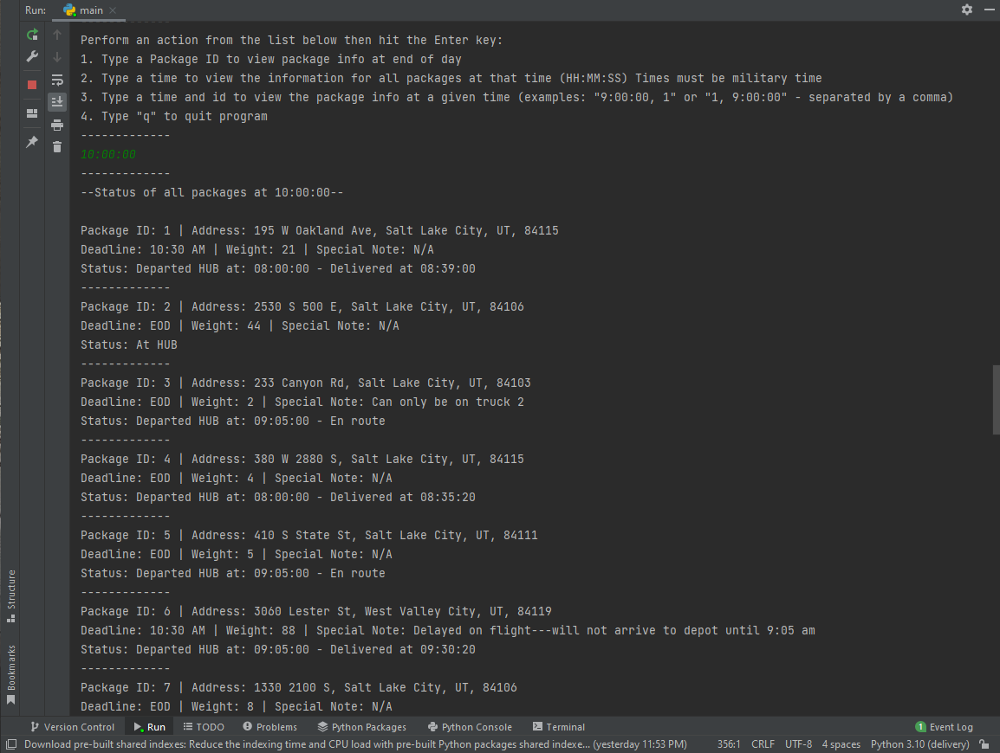 Run: main
Perform an action from the list below then hit the Enter key:
1. Type a Package ID to view package info at end of day
2. Type a time to view the information for all packages at that time (HH:MM:SS) Times must be military time
3. Type a time and id to view the package info at a given time (examples: "9:00:00, 1" or "1, 9:00:00" - separated by a comma)
4. Type "q" to quit program
-------------
10:00:00
-------------
--Status of all packages at 10:00:00--
Package ID: 1 | Address: 195 W Oakland Ave, Salt Lake City, UT, 84115
Deadline: 10:30 AM | Weight: 21 | Special Note: N/A
Status: Departed HUB at: 08:00:00 - Delivered at 08:39:00
-------------
Package ID: 2 | Address: 2530 S 500 E, Salt Lake City, UT, 84106
Deadline: EOD | Weight: 44 | Special Note: N/A
Status: At HUB
-------------
Package ID: 3 | Address: 233 Canyon Rd, Salt Lake City, UT, 84103
Deadline: EOD | Weight: 2 | Special Note: Can only be on truck 2
Status: Departed HUB at: 09:05:00 - En route
-------------
Package ID: 4 | Address: 380 W 2880 S, Salt Lake City, UT, 84115
Deadline: EOD | Weight: 4 | Special Note: N/A
Status: Departed HUB at: 08:00:00 - Delivered at 08:35:20
-------------
Package ID: 5 | Address: 410 S State St, Salt Lake City, UT, 84111
Deadline: EOD | Weight: 5 | Special Note: N/A
Status: Departed HUB at: 09:05:00 - En route
-------------
Package ID: 6 | Address: 3060 Lester St, West Valley City, UT, 84119
Deadline: 10:30 AM | Weight: 88 | Special Note: Delayed on flight---will not arrive to depot until 9:05 am
Status: Departed HUB at: 09:05:00 - Delivered at 09:30:20
-------------
Package ID: 7 | Address: 1330 2100 S, Salt Lake City, UT, 84106
Deadline: EOD | Weight: 8 | Special Note: N/A
Structure
Bookmarks
Version Control Run TODO Problems Python Packages Python Console Terminal 1 Event Log
Download pre-built shared indexes: Reduce the indexing time and CPU load with pre-built Python packages shared indexe... (yesterday 11:53 PM) 356:1 CRLF UTF-8 4 spaces Python 3.10 (delivery)